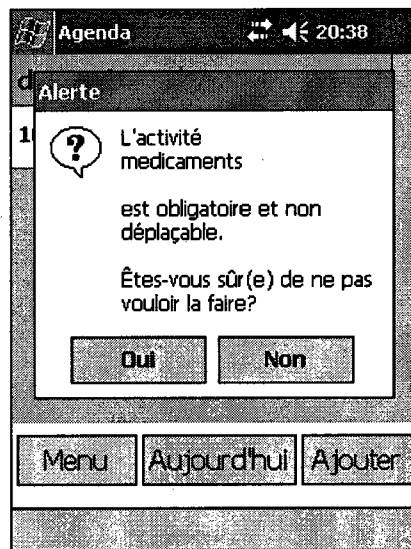 Agenda 20:38
Alerte
1
L'activité
medicaments
est obligatoire et non
déplaçable.
Êtes-vous sûr(e) de ne pas
vouloir la faire?
Oui Non
Menu Aujourd'hui Ajouter